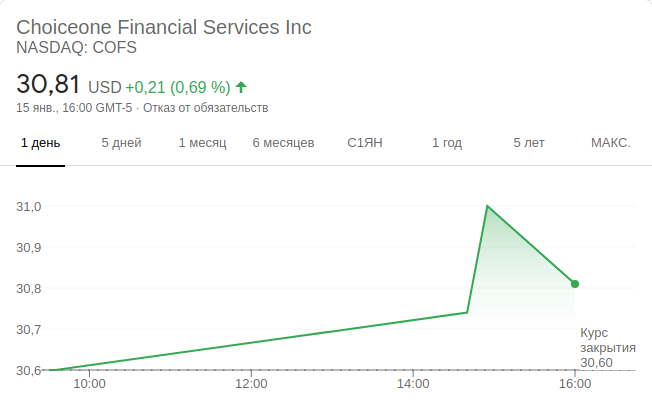 Choiceone Financial Services Inc
NASDAQ: COFS
30,81 USD +0,21 (0,69 %)
15 янв., 16:00 GMT-5 · Отказ от обязательств
1 день 5 дней 1 месяц 6 месяцев С1ЯН 1 год 5 лет МАКС.
31,0
30,9
30,8
30,7
Курс
закрытия
30,60
30,6
10:00 12:00 14:00 16:00